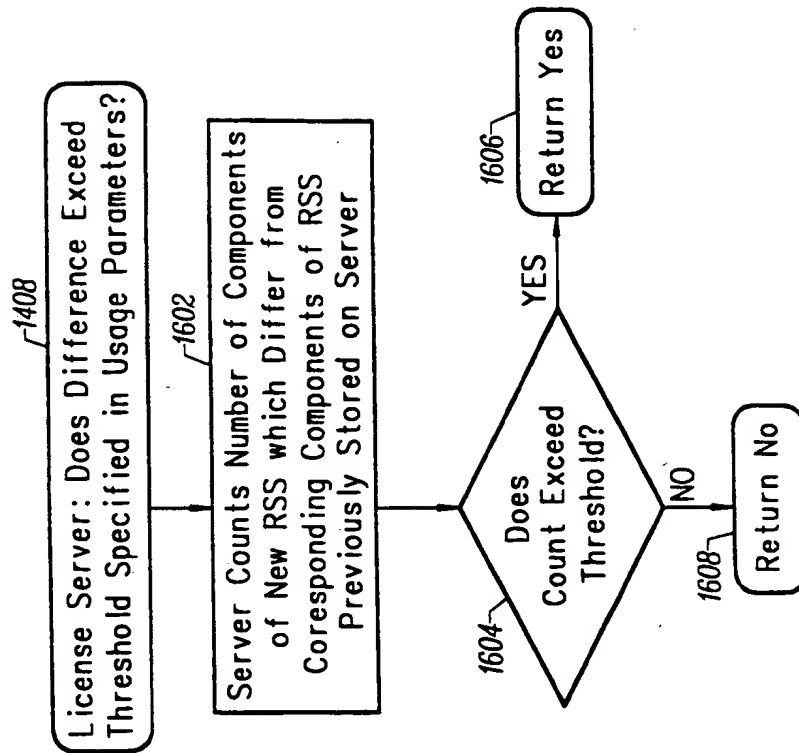 1408
License Server: Does Difference Exceed
Threshold Specified in Usage Parameters?
1602
Server Counts Number of Components
of New RSS which Differ from
Coresponding Components of RSS
Previously Stored on Server
1604
Does
Count Exceed
Threshold?
YES
1606
Return Yes
NO
1608
Return No